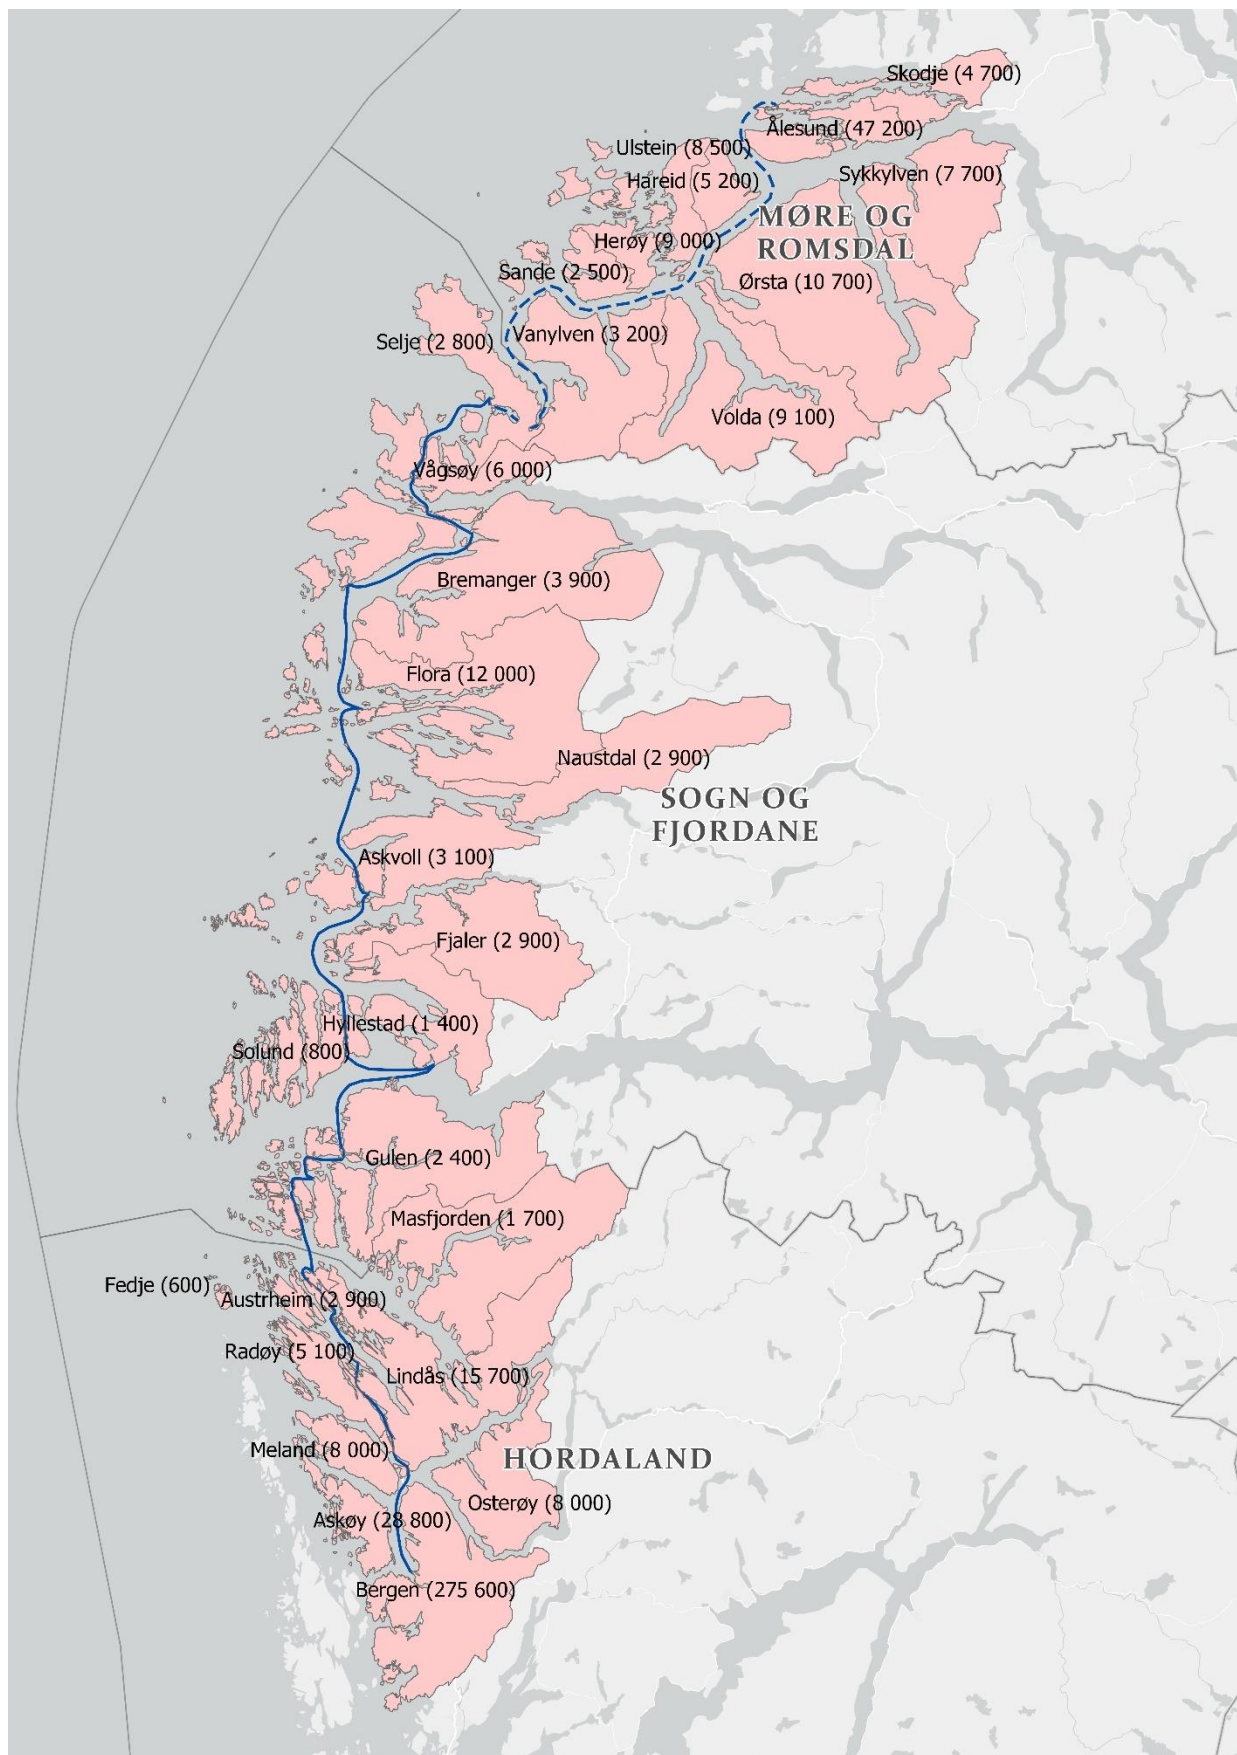 Skodje (4 700)
Ålesund (47 200)
Ulstein (8 500)
Hareid (5 200)
Sykkylven (7 700)
MØRE OG
ROMSDAL
Herøy (9 000)
Sande (2 500)
Ørsta (10 700)
Vanylven (3 200)
Selje (2 800)
Volda (9 100)
Vågsøy (6 000)
Bremanger (3 900)
Flora (12 000)
Naustdal (2 900)
SOGN OG
FJORDANE
Askvoll (3 100)
Fjaler (2 900)
Hyllestad (1 400)
Solund (800)
Gulen (2 400)
Masfjorden (1 700)
Fedje (600)
Austrheim (2 900)
Radøy (5 100)
Lindås (15 700)
Meland (8 000)
HORDALAND
Osterøy (8 000)
Askøy (28 800)
Bergen (275 600)